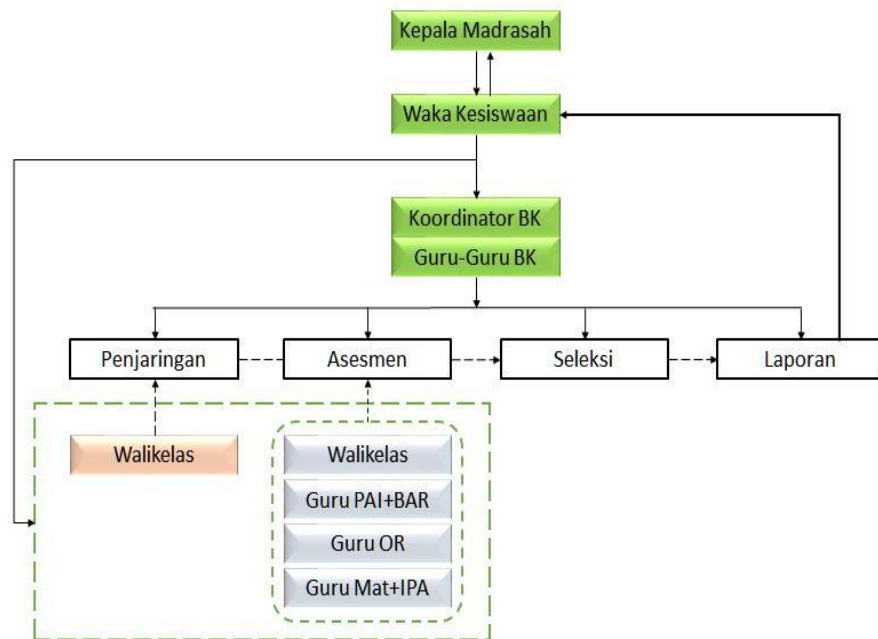 Kepala Madrasah
Waka Kesiswaan
Koordinator BK
Guru-Guru BK
Penjaringan
Asesmen
Seleksi
Laporan
Walikelas
Walikelas
Guru PAI+BAR
Guru OR
Guru Mat+IPA